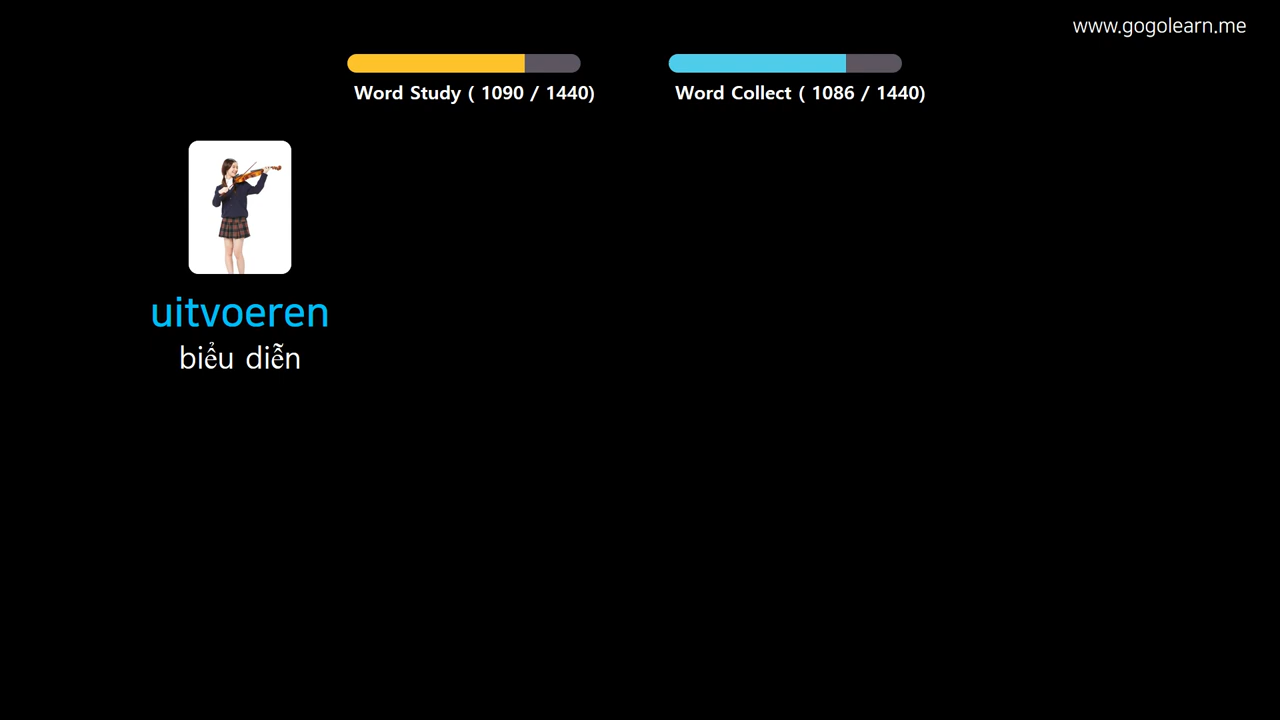 www.gogolearn.me
Word Study ( 1090 / 1440)
Word Collect ( 1086 / 1440)
uitvoeren
biểu diễn